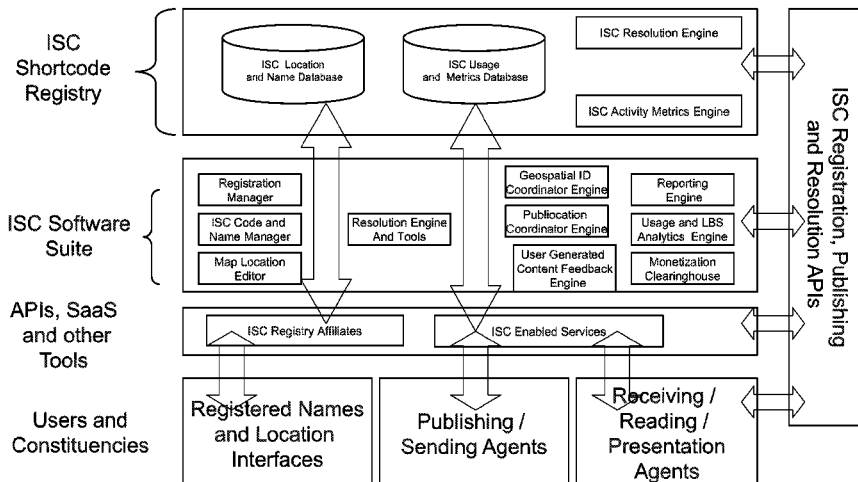 ISC
Shortcode
Registry
ISC Location
and Name Database
ISC Usage
and Metrics Database
ISC Resolution Engine
ISC Activity Metrics Engine
ISC Software
Suite
Registration
Manager
ISC Code and
Name Manager
Map Location
Editor
Resolution Engine
And Tools
Geospatial ID
Coordinator Engine
Publiocation
Coordinator Engine
User Generated
Content Feedback
Engine
Reporting
Engine
Usage and LBS
Analytics Engine
Monetization
Clearinghouse
APIs, SaaS
and other
Tools
ISC Registry Affiliates
ISC Enabled Services
Users and
Constituencies
Registered Names
and Location
Interfaces
Publishing /
Sending Agents
Receiving /
Reading /
Presentation
Agents
ISC Registration, Publishing
and Resolution APIs